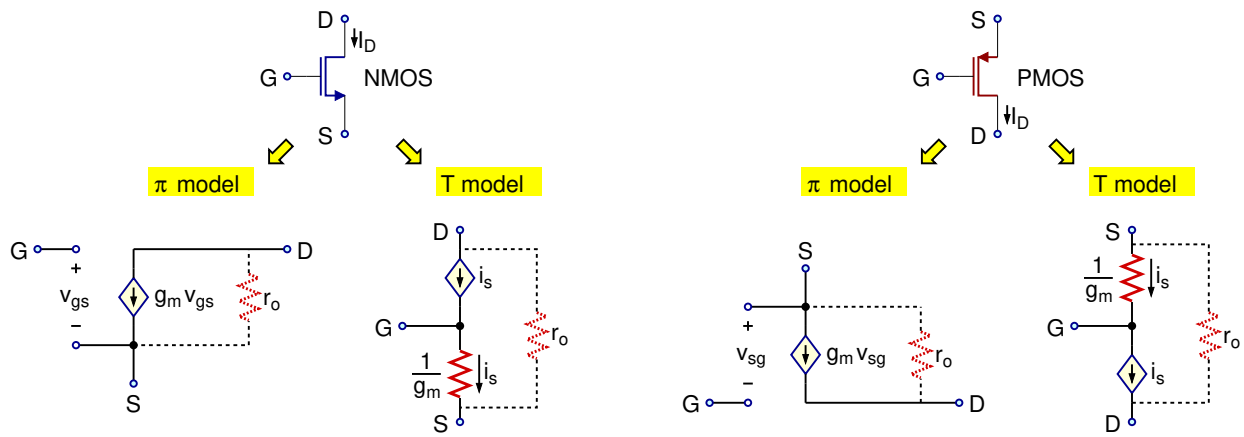 D
I_D
G
NMOS
S
π model
T model
G
+
v_gs
−
g_m v_gs
r_o
D
S
D
i_s
G
r_o
1
g_m
i_s
S
S
G
PMOS
I_D
D
π model
T model
S
+
v_sg
−
g_m v_sg
r_o
G
D
S
1
g_m
i_s
G
r_o
i_s
D